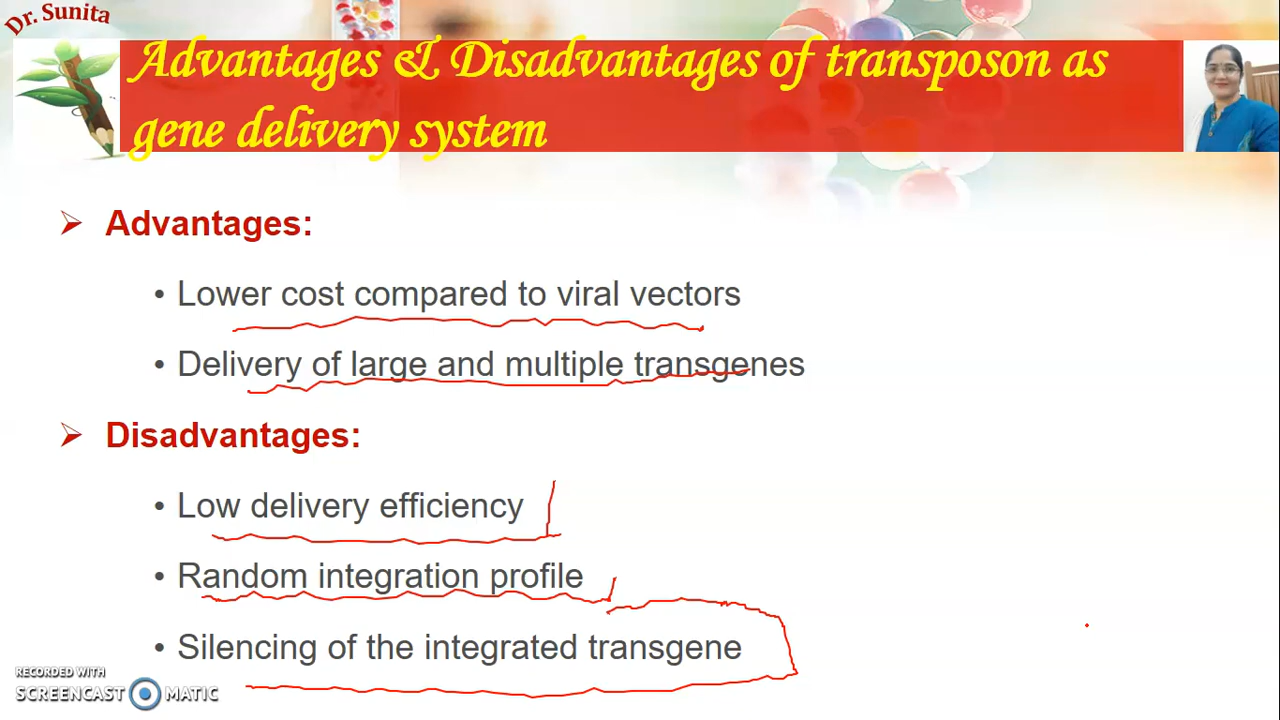 Dr. Sunita
Advantages & Disadvantages of transposon as
gene delivery system
➢ Advantages:
• Lower cost compared to viral vectors
• Delivery of large and multiple transgenes
➢ Disadvantages:
• Low delivery efficiency
• Random integration profile
• Silencing of the integrated transgene
RECORDED WITH
SCREENCAST MATIC